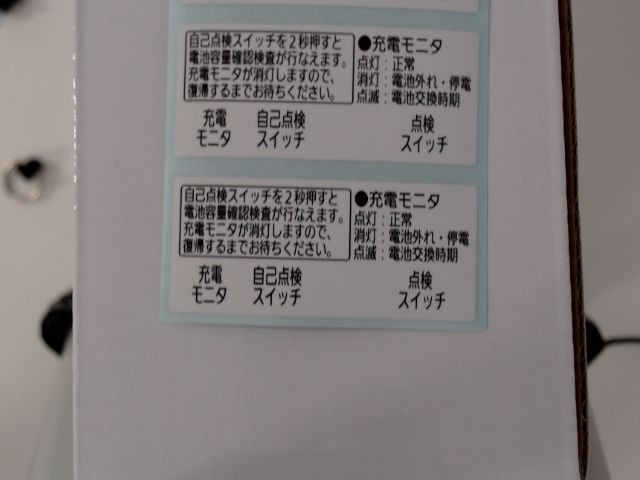 自己点検スイッチを2秒押すと
電池容量確認検査が行なえます。
充電モニタが消灯しますので、
復帰するまでお待ちください。
●充電モニタ
点灯：正常
消灯：電池外れ・停電
点滅：電池交換時期
充電
モニタ
自己点検
スイッチ
点検
スイッチ
自己点検スイッチを2秒押すと
電池容量確認検査が行なえます。
充電モニタが消灯しますので、
復帰するまでお待ちください。
●充電モニタ
点灯：正常
消灯：電池外れ・停電
点滅：電池交換時期
充電
モニタ
自己点検
スイッチ
点検
スイッチ